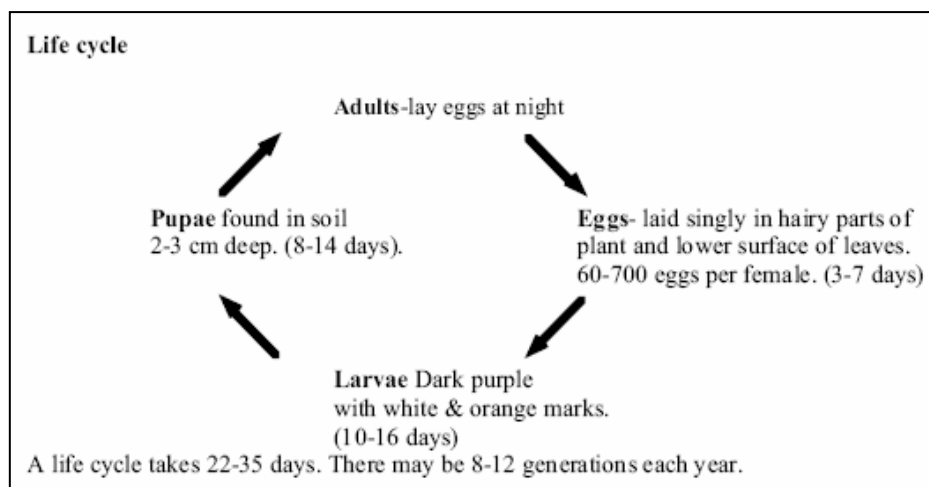 Life cycle
Adults-lay eggs at night
Pupae found in soil
2-3 cm deep. (8-14 days).
Eggs- laid singly in hairy parts of
plant and lower surface of leaves.
60-700 eggs per female. (3-7 days)
Larvae Dark purple
with white & orange marks.
(10-16 days)
A life cycle takes 22-35 days. There may be 8-12 generations each year.